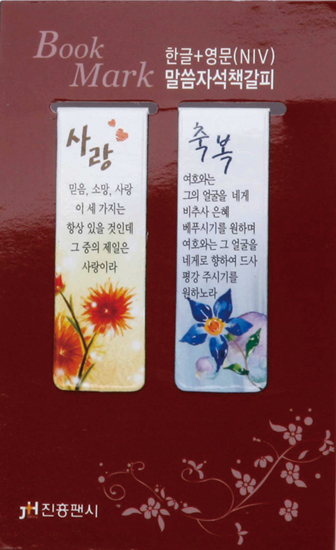 Book
Mark
한글+영문(NIV)
말씀자석책갈피
사랑
믿음, 소망, 사랑
이 세 가지는
항상 있을 것인데
그 중의 제일은
사랑이라
축복
여호와는
그의 얼굴을 네게
비추사 은혜
베푸시기를 원하며
여호와는 그 얼굴을
네게로 향하여 드사
평강 주시기를
원하노라
JH 진흥팬시